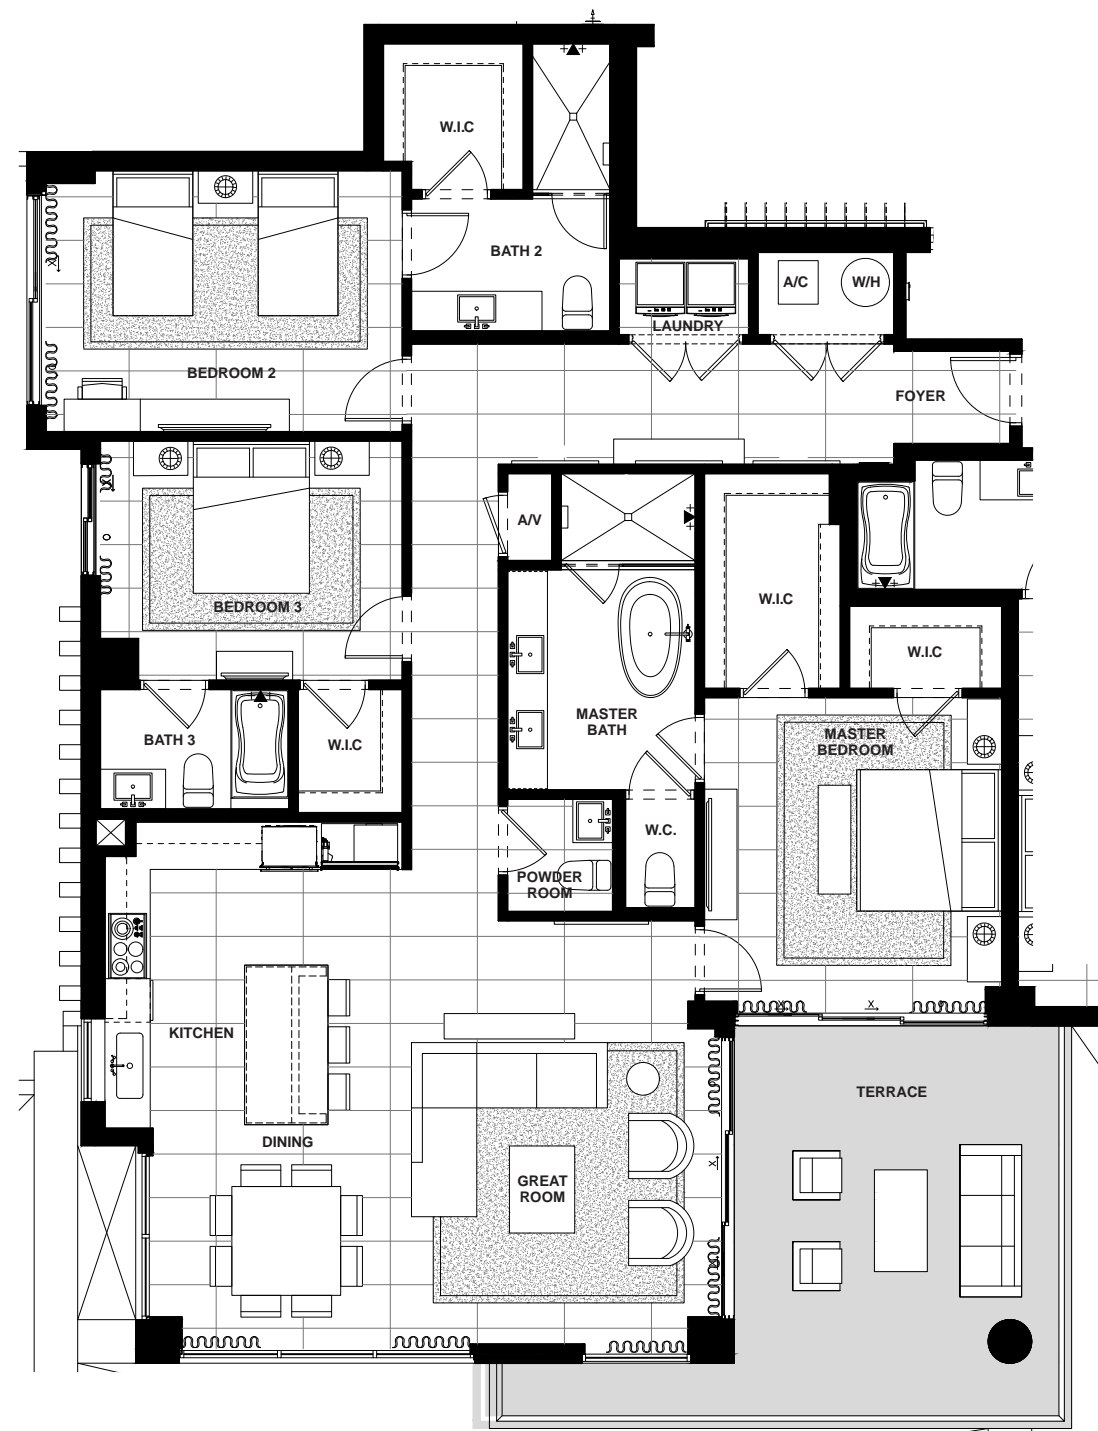 W.I.C
BATH 2
A/C
W/H
LAUNDRY
BEDROOM 2
FOYER
A/V
W.I.C
BEDROOM 3
W.I.C
MASTER
BATH
MASTER
BEDROOM
BATH 3
W.I.C
W.C.
POWDER
ROOM
KITCHEN
TERRACE
DINING
GREAT
ROOM